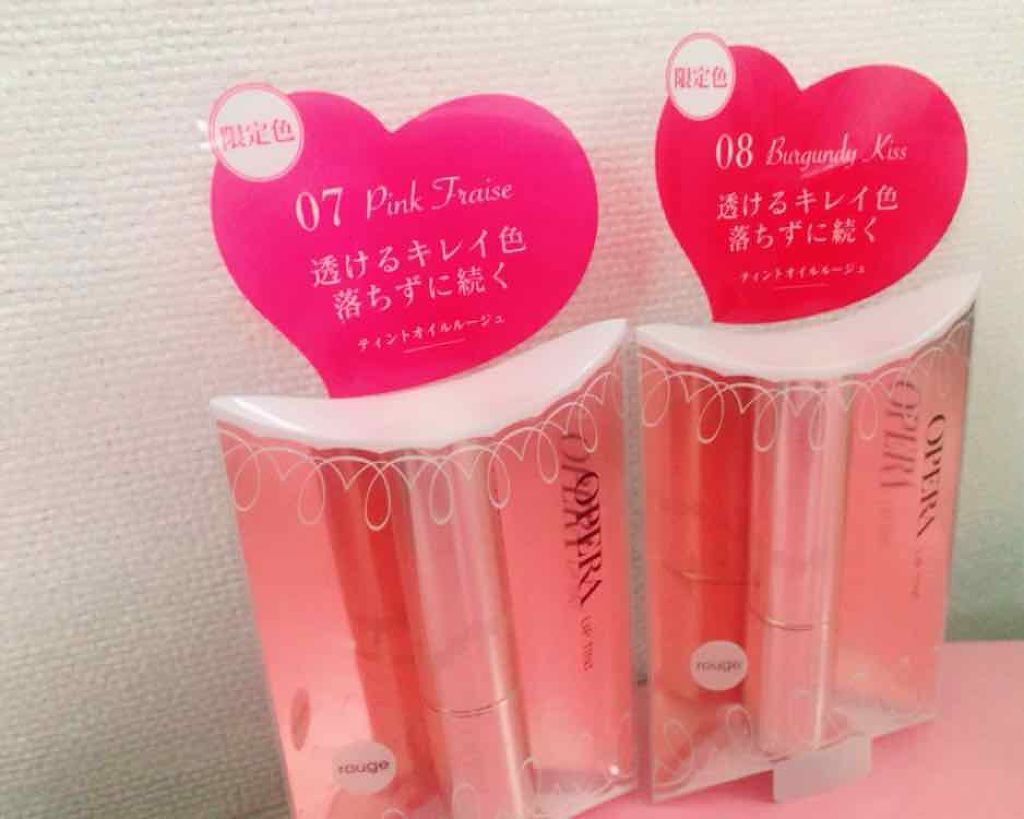 限定色
07 Pink Fraise
透けるキレイ色
落ちずに続く
ティントオイルルージュ
OPERA LIP TINT
rouge
限定色
08 Burgundy Kiss
透けるキレイ色
落ちずに続く
ティントオイルルージュ
OPERA LIP TINT
rouge